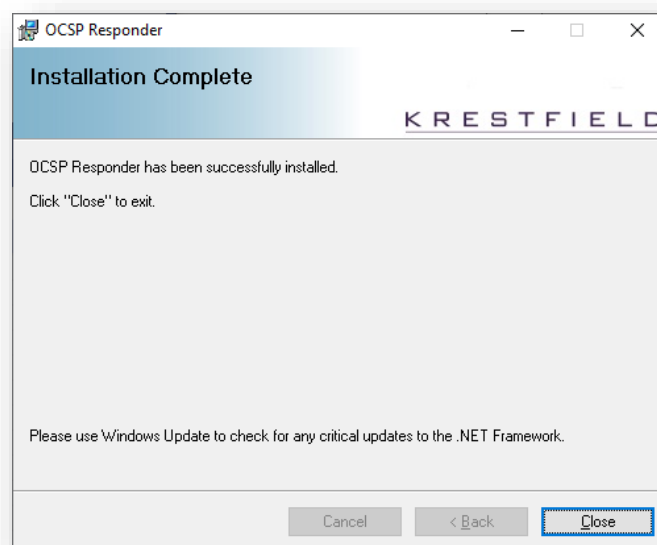 OCSP Responder
Installation Complete
KRESTFIELD
OCSP Responder has been successfully installed.
Click "Close" to exit.
Please use Windows Update to check for any critical updates to the .NET Framework.
Cancel
< Back
Close